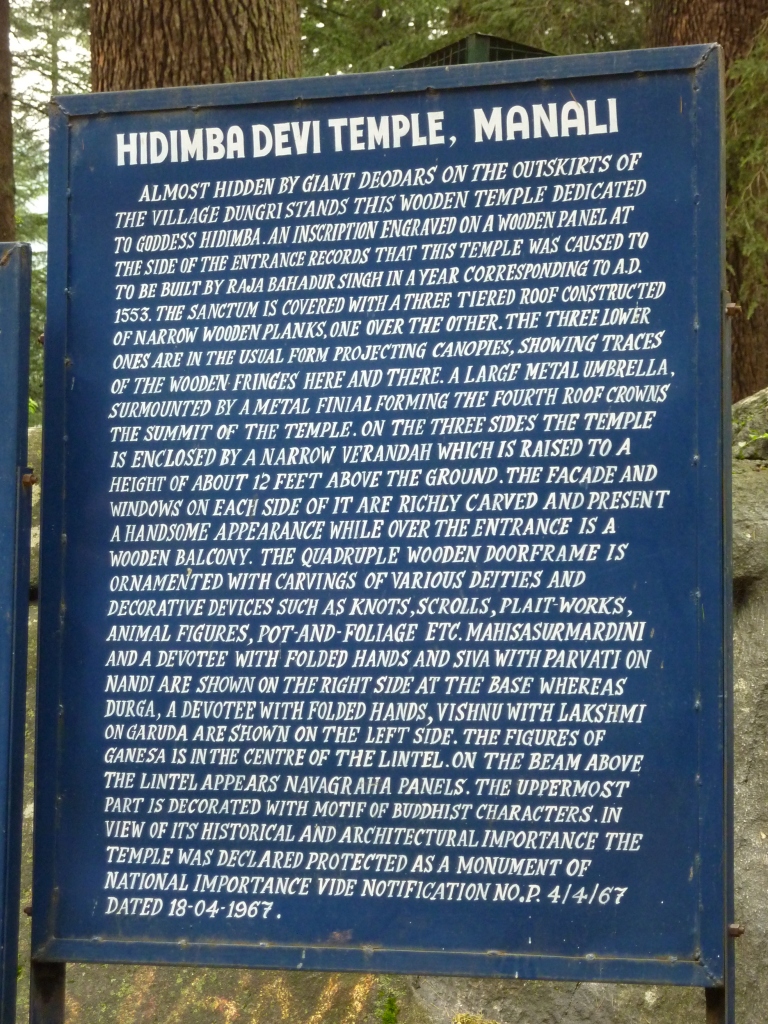 HIDIMBA DEVI TEMPLE, MANALI
ALMOST HIDDEN BY GIANT DEODARS ON THE OUTSKIRTS OF
THE VILLAGE DUNGRI STANDS THIS WOODEN TEMPLE DEDICATED
TO GODDESS HIDIMBA. AN INSCRIPTION ENGRAVED ON A WOODEN PANEL AT
THE SIDE OF THE ENTRANCE RECORDS THAT THIS TEMPLE WAS CAUSED TO
TO BE BUILT BY RAJA BAHADUR SINGH IN A YEAR CORRESPONDING TO A.D.
1553. THE SANCTUM IS COVERED WITH A THREE TIERED ROOF CONSTRUCTED
OF NARROW WOODEN PLANKS, ONE OVER THE OTHER. THE THREE LOWER
ONES ARE IN THE USUAL FORM PROJECTING CANOPIES, SHOWING TRACES
OF THE WOODEN FRINGES HERE AND THERE. A LARGE METAL UMBRELLA,
SURMOUNTED BY A METAL FINIAL FORMING THE FOURTH ROOF CROWNS
THE SUMMIT OF THE TEMPLE. ON THE THREE SIDES THE TEMPLE
IS ENCLOSED BY A NARROW VERANDAH WHICH IS RAISED TO A
HEIGHT OF ABOUT 12 FEET ABOVE THE GROUND. THE FACADE AND
WINDOWS ON EACH SIDE OF IT ARE RICHLY CARVED AND PRESENT
A HANDSOME APPEARANCE WHILE OVER THE ENTRANCE IS A
WOODEN BALCONY. THE QUADRUPLE WOODEN DOORFRAME IS
ORNAMENTED WITH CARVINGS OF VARIOUS DEITIES AND
DECORATIVE DEVICES SUCH AS KNOTS, SCROLLS, PLAIT-WORKS,
ANIMAL FIGURES, POT-AND-FOLIAGE ETC. MAHISASURMARDINI
AND A DEVOTEE WITH FOLDED HANDS AND SIVA WITH PARVATI ON
NANDI ARE SHOWN ON THE RIGHT SIDE AT THE BASE WHEREAS
DURGA, A DEVOTEE WITH FOLDED HANDS, VISHNU WITH LAKSHMI
ON GARUDA ARE SHOWN ON THE LEFT SIDE. THE FIGURES OF
GANESA IS IN THE CENTRE OF THE LINTEL. ON THE BEAM ABOVE
THE LINTEL APPEARS NAVAGRAHA PANELS. THE UPPERMOST
PART IS DECORATED WITH MOTIF OF BUDDHIST CHARACTERS. IN
VIEW OF ITS HISTORICAL AND ARCHITECTURAL IMPORTANCE THE
TEMPLE WAS DECLARED PROTECTED AS A MONUMENT OF
NATIONAL IMPORTANCE VIDE NOTIFICATION NO.P. 4/4/67
DATED 18-04-1967.